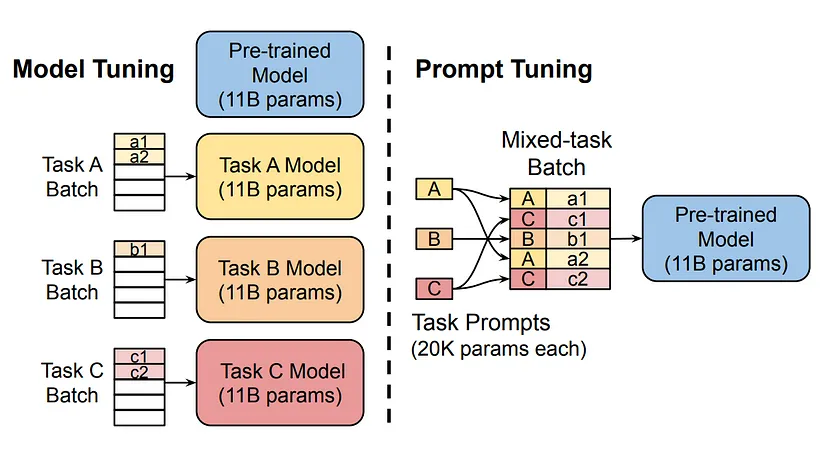 Model Tuning
Pre-trained
Model
(11B params)
Task A
Batch
a1
a2
Task A Model
(11B params)
Task B
Batch
b1
Task B Model
(11B params)
Task C
Batch
c1
c2
Task C Model
(11B params)
Prompt Tuning
Mixed-task
Batch
A
B
C
A a1
C c1
B b1
A a2
C c2
Task Prompts
(20K params each)
Pre-trained
Model
(11B params)